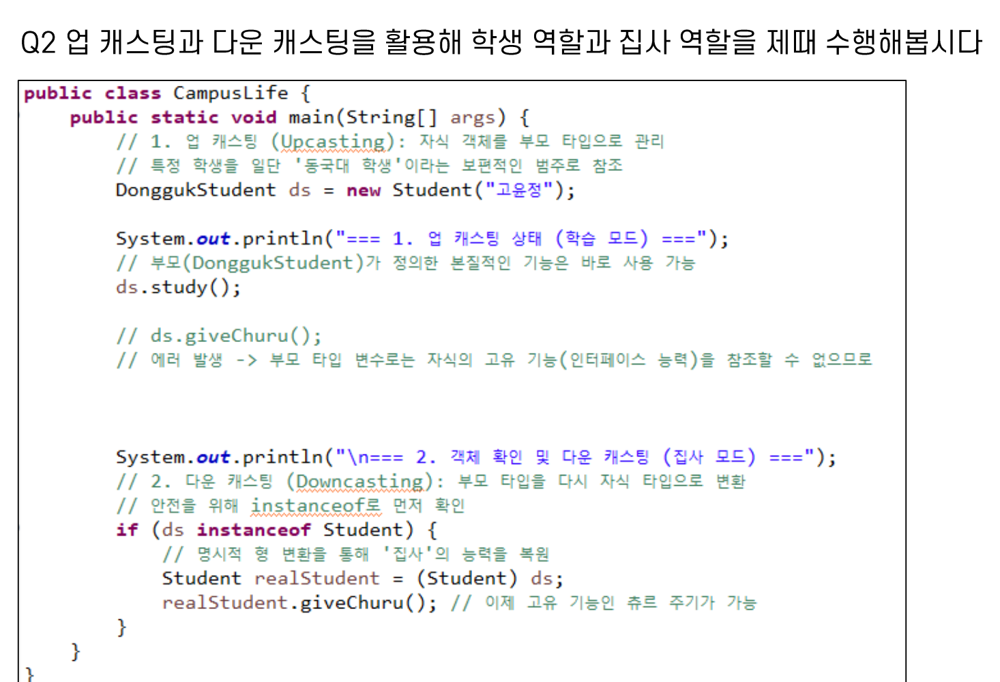 Q2 업 캐스팅과 다운 캐스팅을 활용해 학생 역할과 집사 역할을 제때 수행해봅시다
public class CampusLife {
    public static void main(String[] args) {
        // 1. 업 캐스팅 (Upcasting): 자식 객체를 부모 타입으로 관리
        // 특정 학생을 일단 '동국대 학생'이라는 보편적인 범주로 참조
        DonggukStudent ds = new Student("고윤정");
        System.out.println("=== 1. 업 캐스팅 상태 (학습 모드) ===");
        // 부모(DonggukStudent)가 정의한 본질적인 기능은 바로 사용 가능
        ds.study();
        // ds.giveChuru();
        // 에러 발생 -> 부모 타입 변수로는 자식의 고유 기능(인터페이스 능력)을 참조할 수 없으므로
        System.out.println("\n=== 2. 객체 확인 및 다운 캐스팅 (집사 모드) ===");
        // 2. 다운 캐스팅 (Downcasting): 부모 타입을 다시 자식 타입으로 변환
        // 안전을 위해 instanceof로 먼저 확인
        if (ds instanceof Student) {
            // 명시적 형 변환을 통해 '집사'의 능력을 복원
            Student realStudent = (Student) ds;
            realStudent.giveChuru(); // 이제 고유 기능인 츄르 주기가 가능
        }
    }
}